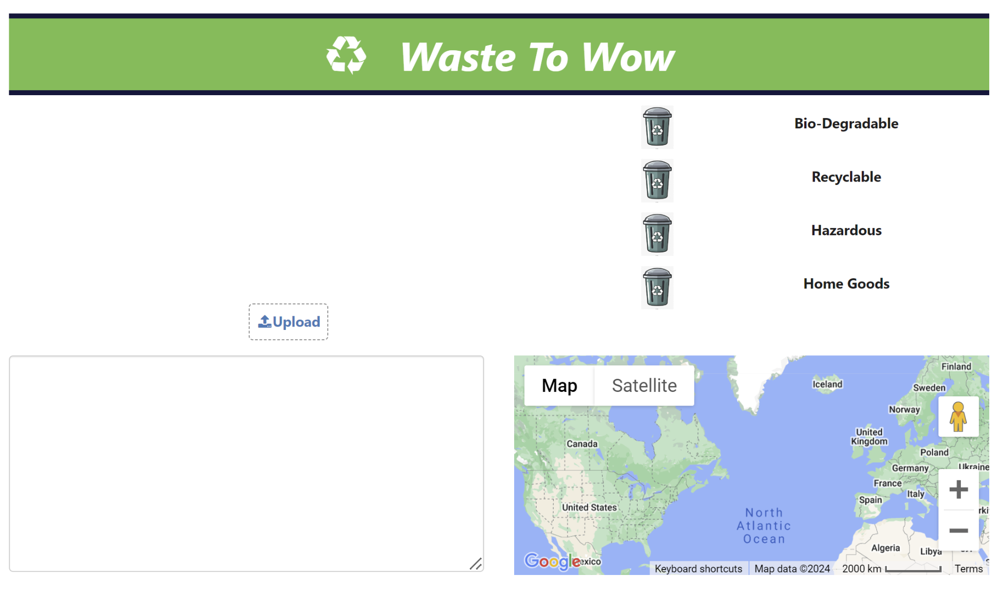 Waste To Wow
Bio-Degradable
Recyclable
Hazardous
Home Goods
Upload
Map
Satellite
Finland
Iceland
Sweden
Norway
United
Kingdom
Canada
Poland
Germany
Ukraine
France
Italy
Spain
United States
North
Atlantic
Ocean
Algeria
Libya
Google
exico
Keyboard shortcuts
Map data ©2024
2000 km
Terms